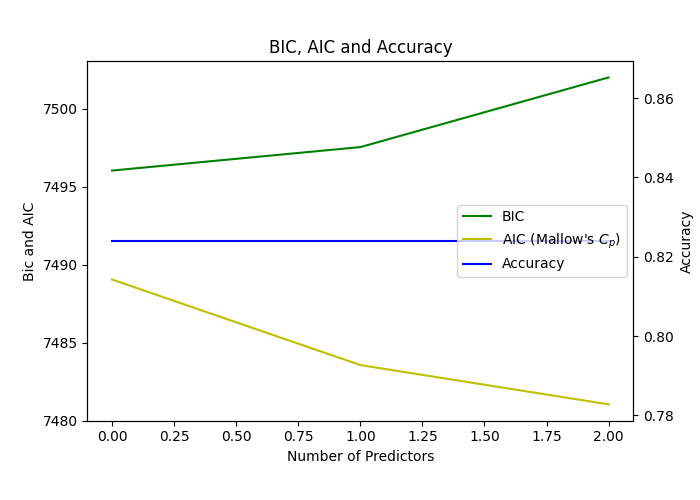 BIC, AIC and Accuracy
Bic and AIC
7500
7495
7490
7485
7480
0.86
0.84
0.82
0.80
0.78
Accuracy
BIC
AIC (Mallow's $C_p$)
Accuracy
0.00 0.25 0.50 0.75 1.00 1.25 1.50 1.75 2.00
Number of Predictors